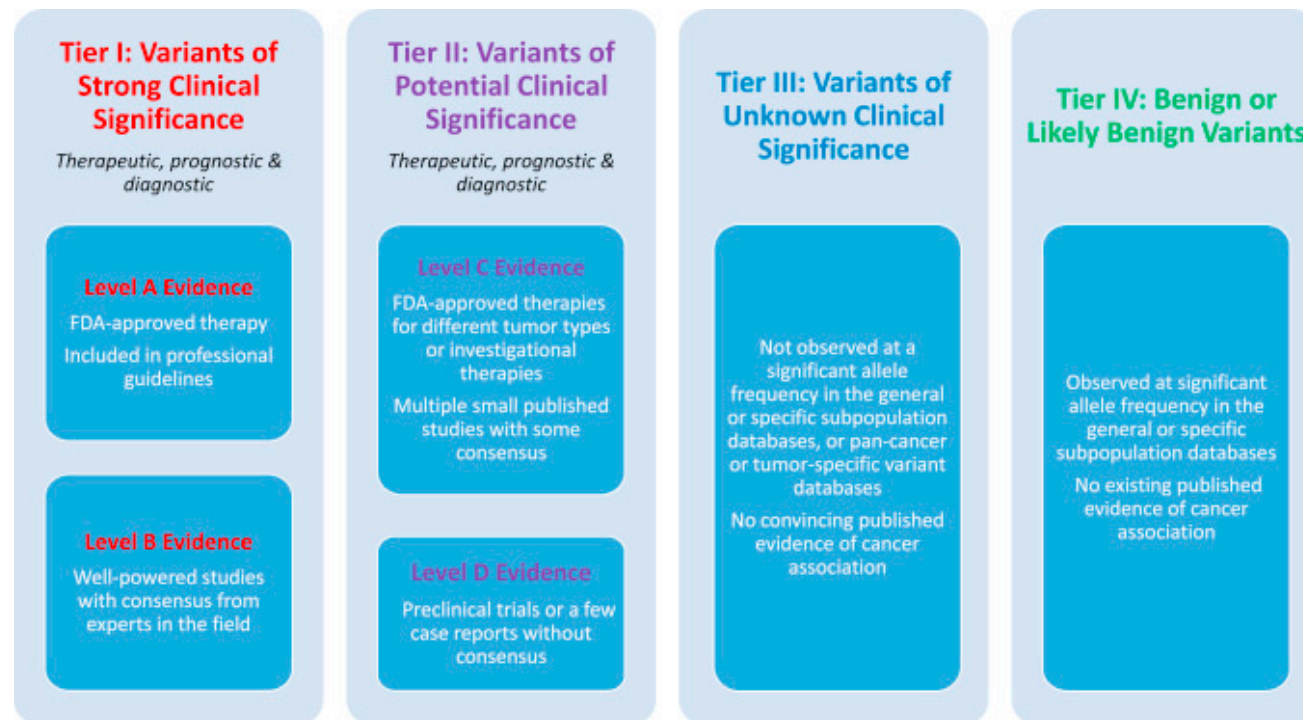 Tier I: Variants of
Strong Clinical
Significance
Therapeutic, prognostic &
diagnostic
Level A Evidence
FDA-approved therapy
Included in professional
guidelines
Level B Evidence
Well-powered studies
with consensus from
experts in the field
Tier II: Variants of
Potential Clinical
Significance
Therapeutic, prognostic &
diagnostic
Level C Evidence
FDA-approved therapies
for different tumor types
or investigational
therapies
Multiple small published
studies with some
consensus
Level D Evidence
Preclinical trials or a few
case reports without
consensus
Tier III: Variants of
Unknown Clinical
Significance
Not observed at a
significant allele
frequency in the general
or specific subpopulation
databases, or pan-cancer
or tumor-specific variant
databases
No convincing published
evidence of cancer
association
Tier IV: Benign or
Likely Benign Variants
Observed at significant
allele frequency in the
general or specific
subpopulation databases
No existing published
evidence of cancer
association